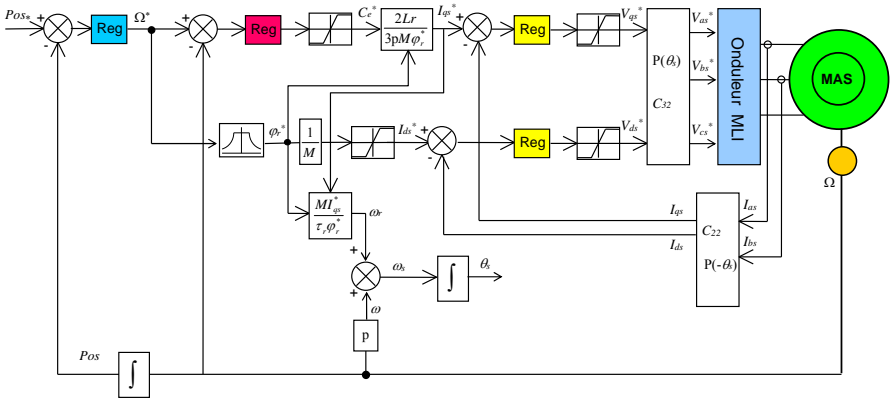 Pos* + - Reg Ω* + - Reg Ce* 2Lr / 3pMφr* Iqs* + - Reg Vqs* P(θs) C32 Vas* Vbs* Vcs* Onduleur MLI MAS
φr* 1/M Ids* + - Reg Vds*
Ω
MI*qs / τrφr* ωr
Iqs Ids C22 P(-θs) Ias Ibs
+ + ωs ∫ θs
ω
p
Pos ∫